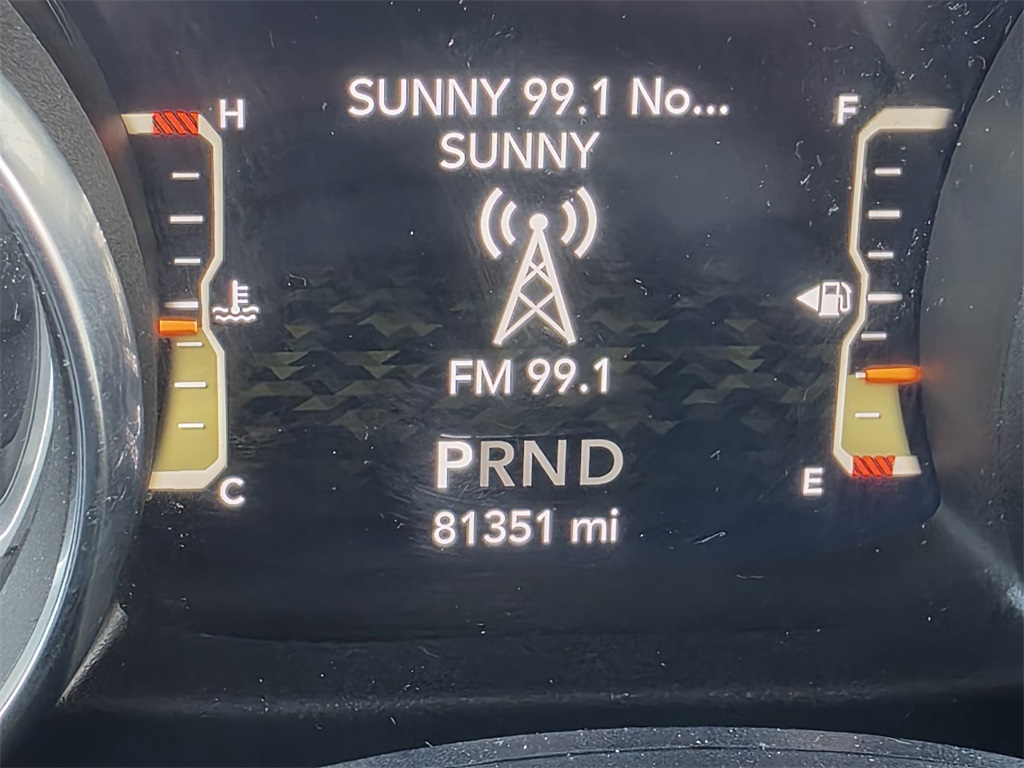 SUNNY 99.1 No...
H
F
SUNNY
FM 99.1
PRND
C
E
81351 mi